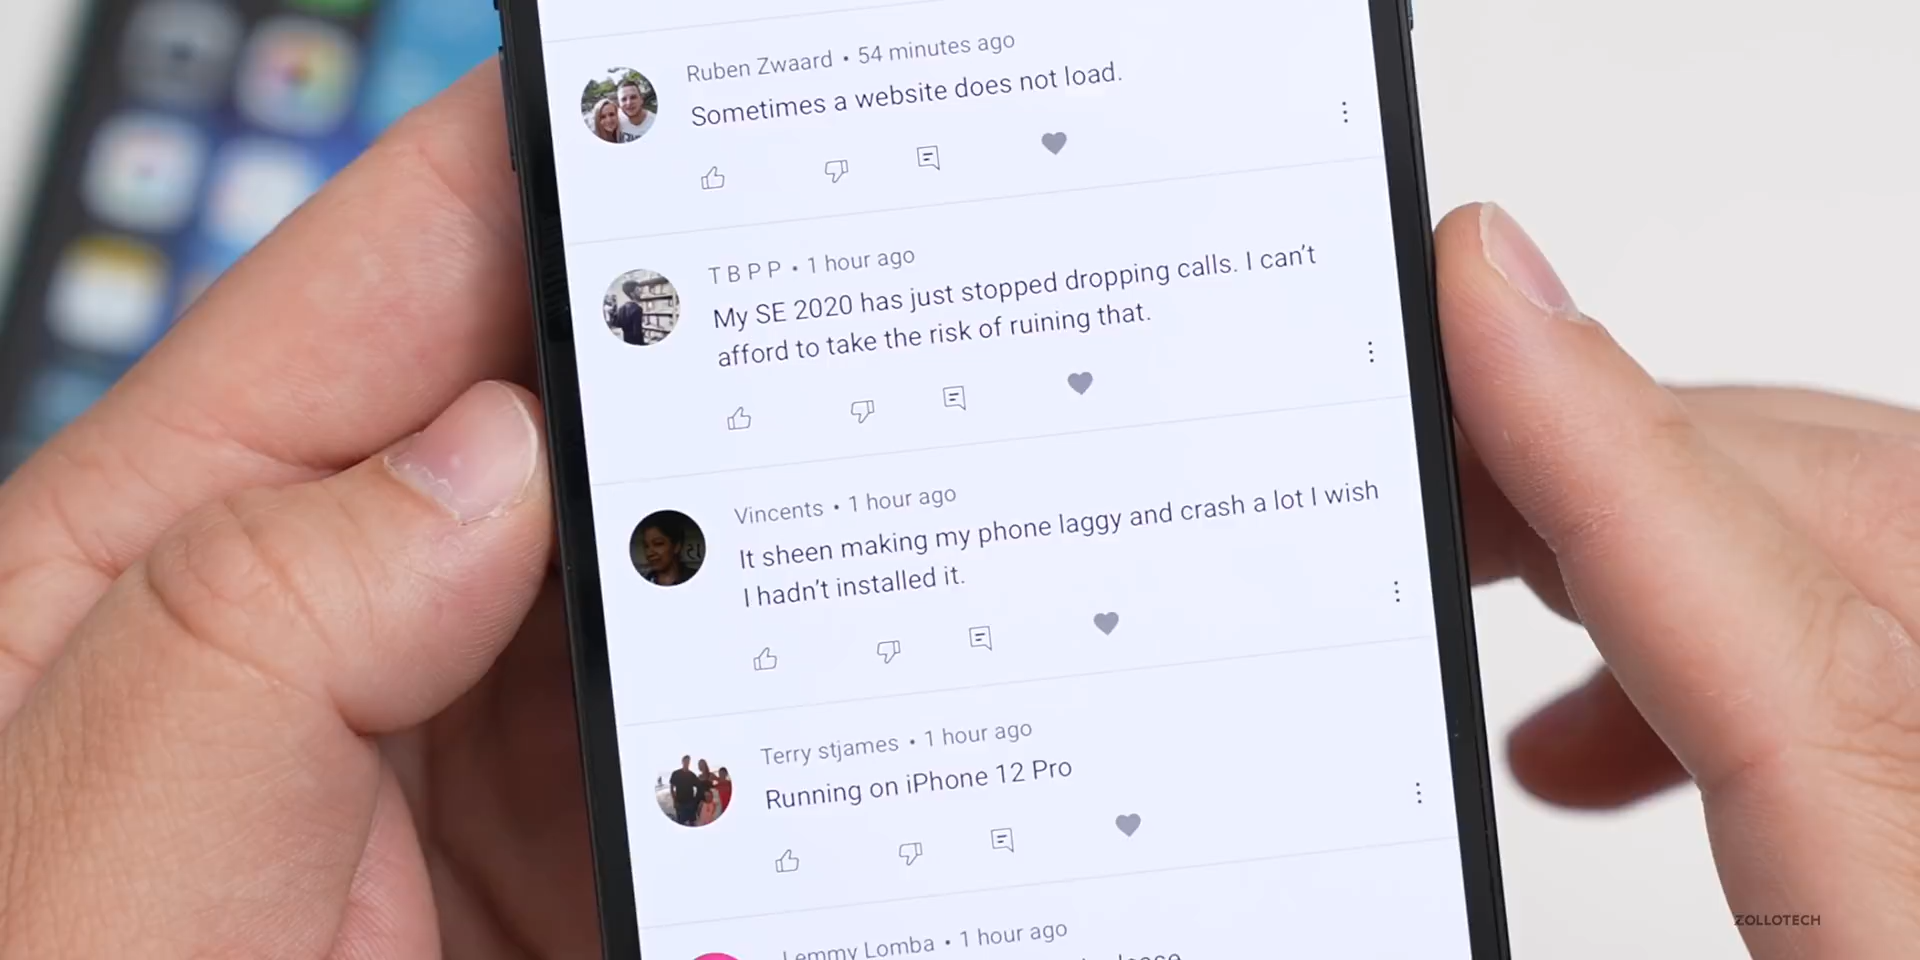 Ruben Zwaard • 54 minutes ago
Sometimes a website does not load.
T B P P • 1 hour ago
My SE 2020 has just stopped dropping calls. I can't
afford to take the risk of ruining that.
Vincents • 1 hour ago
It sheen making my phone laggy and crash a lot I wish
I hadn't installed it.
Terry stjames • 1 hour ago
Running on iPhone 12 Pro
Lemmy Lomba • 1 hour ago
ZOLLOTECH